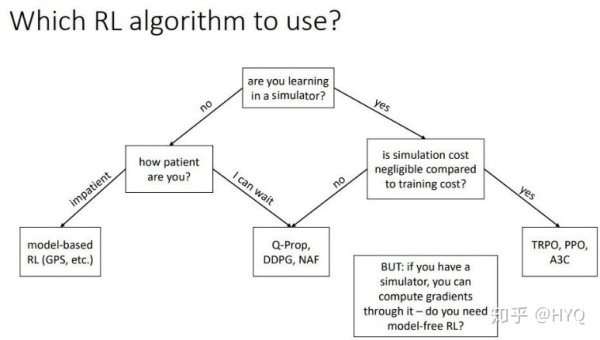 Which RL algorithm to use?
are you learning
in a simulator?
no
yes
how patient
are you?
is simulation cost
negligible compared
to training cost?
impatient
I can wait
no
yes
model-based
RL (GPS, etc.)
Q-Prop,
DDPG, NAF
TRPO, PPO,
A3C
BUT: if you have a
simulator, you can
compute gradients
through it – do you need
model-free RL?
知乎 @HYQ